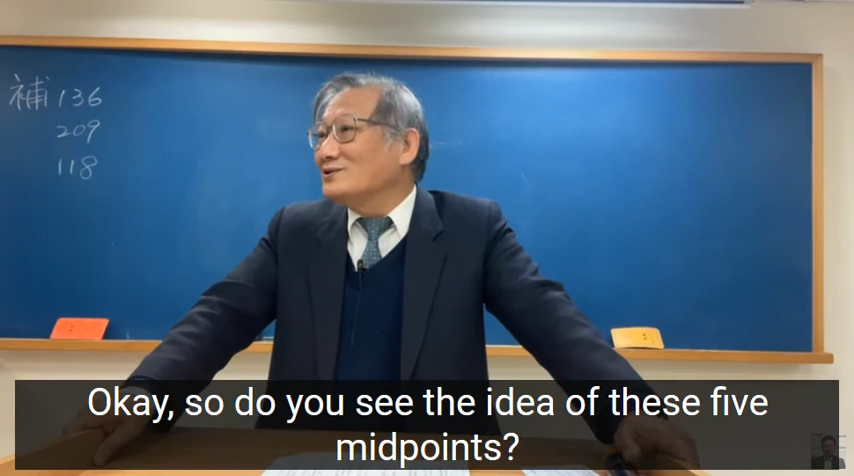 補 136
209
118
Okay, so do you see the idea of these five
midpoints?